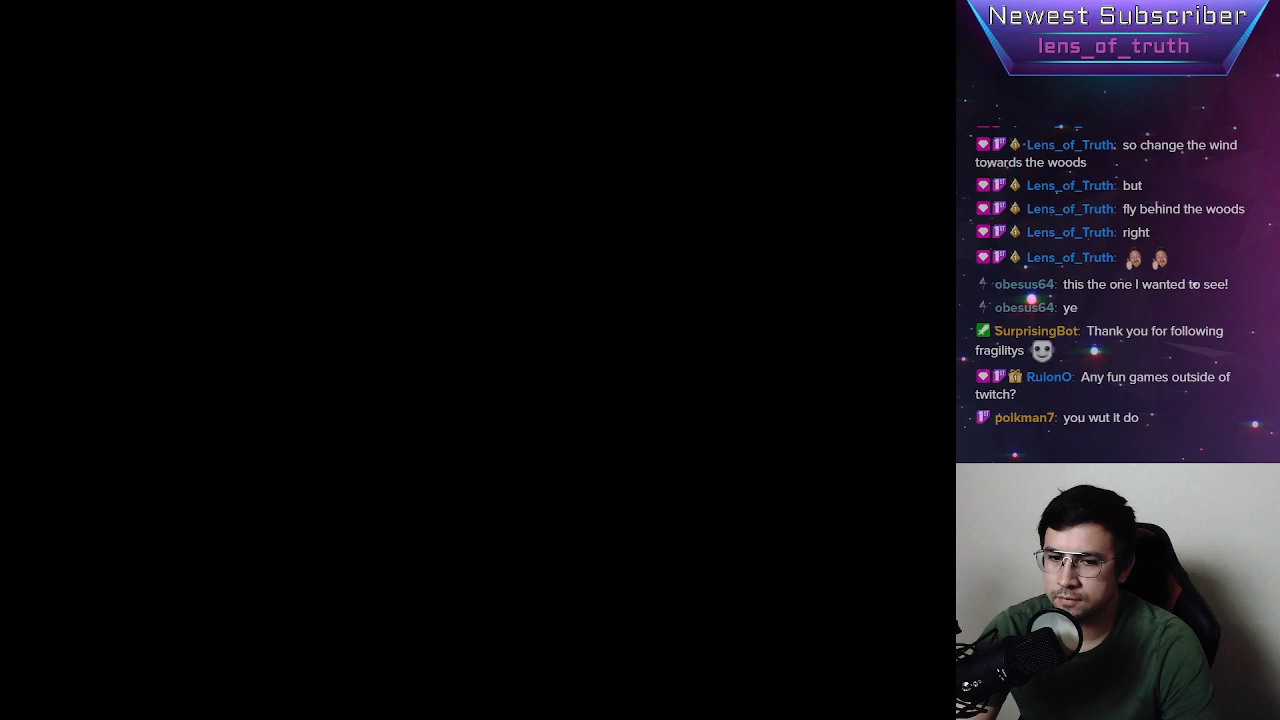 Newest Subscriber
lens_of_truth
Lens_of_Truth: so change the wind
towards the woods
Lens_of_Truth: but
Lens_of_Truth: fly behind the woods
Lens_of_Truth: right
Lens_of_Truth:
obesus64: this the one I wanted to see!
obesus64: ye
SurprisingBot: Thank you for following
fragilitys
RulonO: Any fun games outside of
twitch?
polkman7: you wut it do